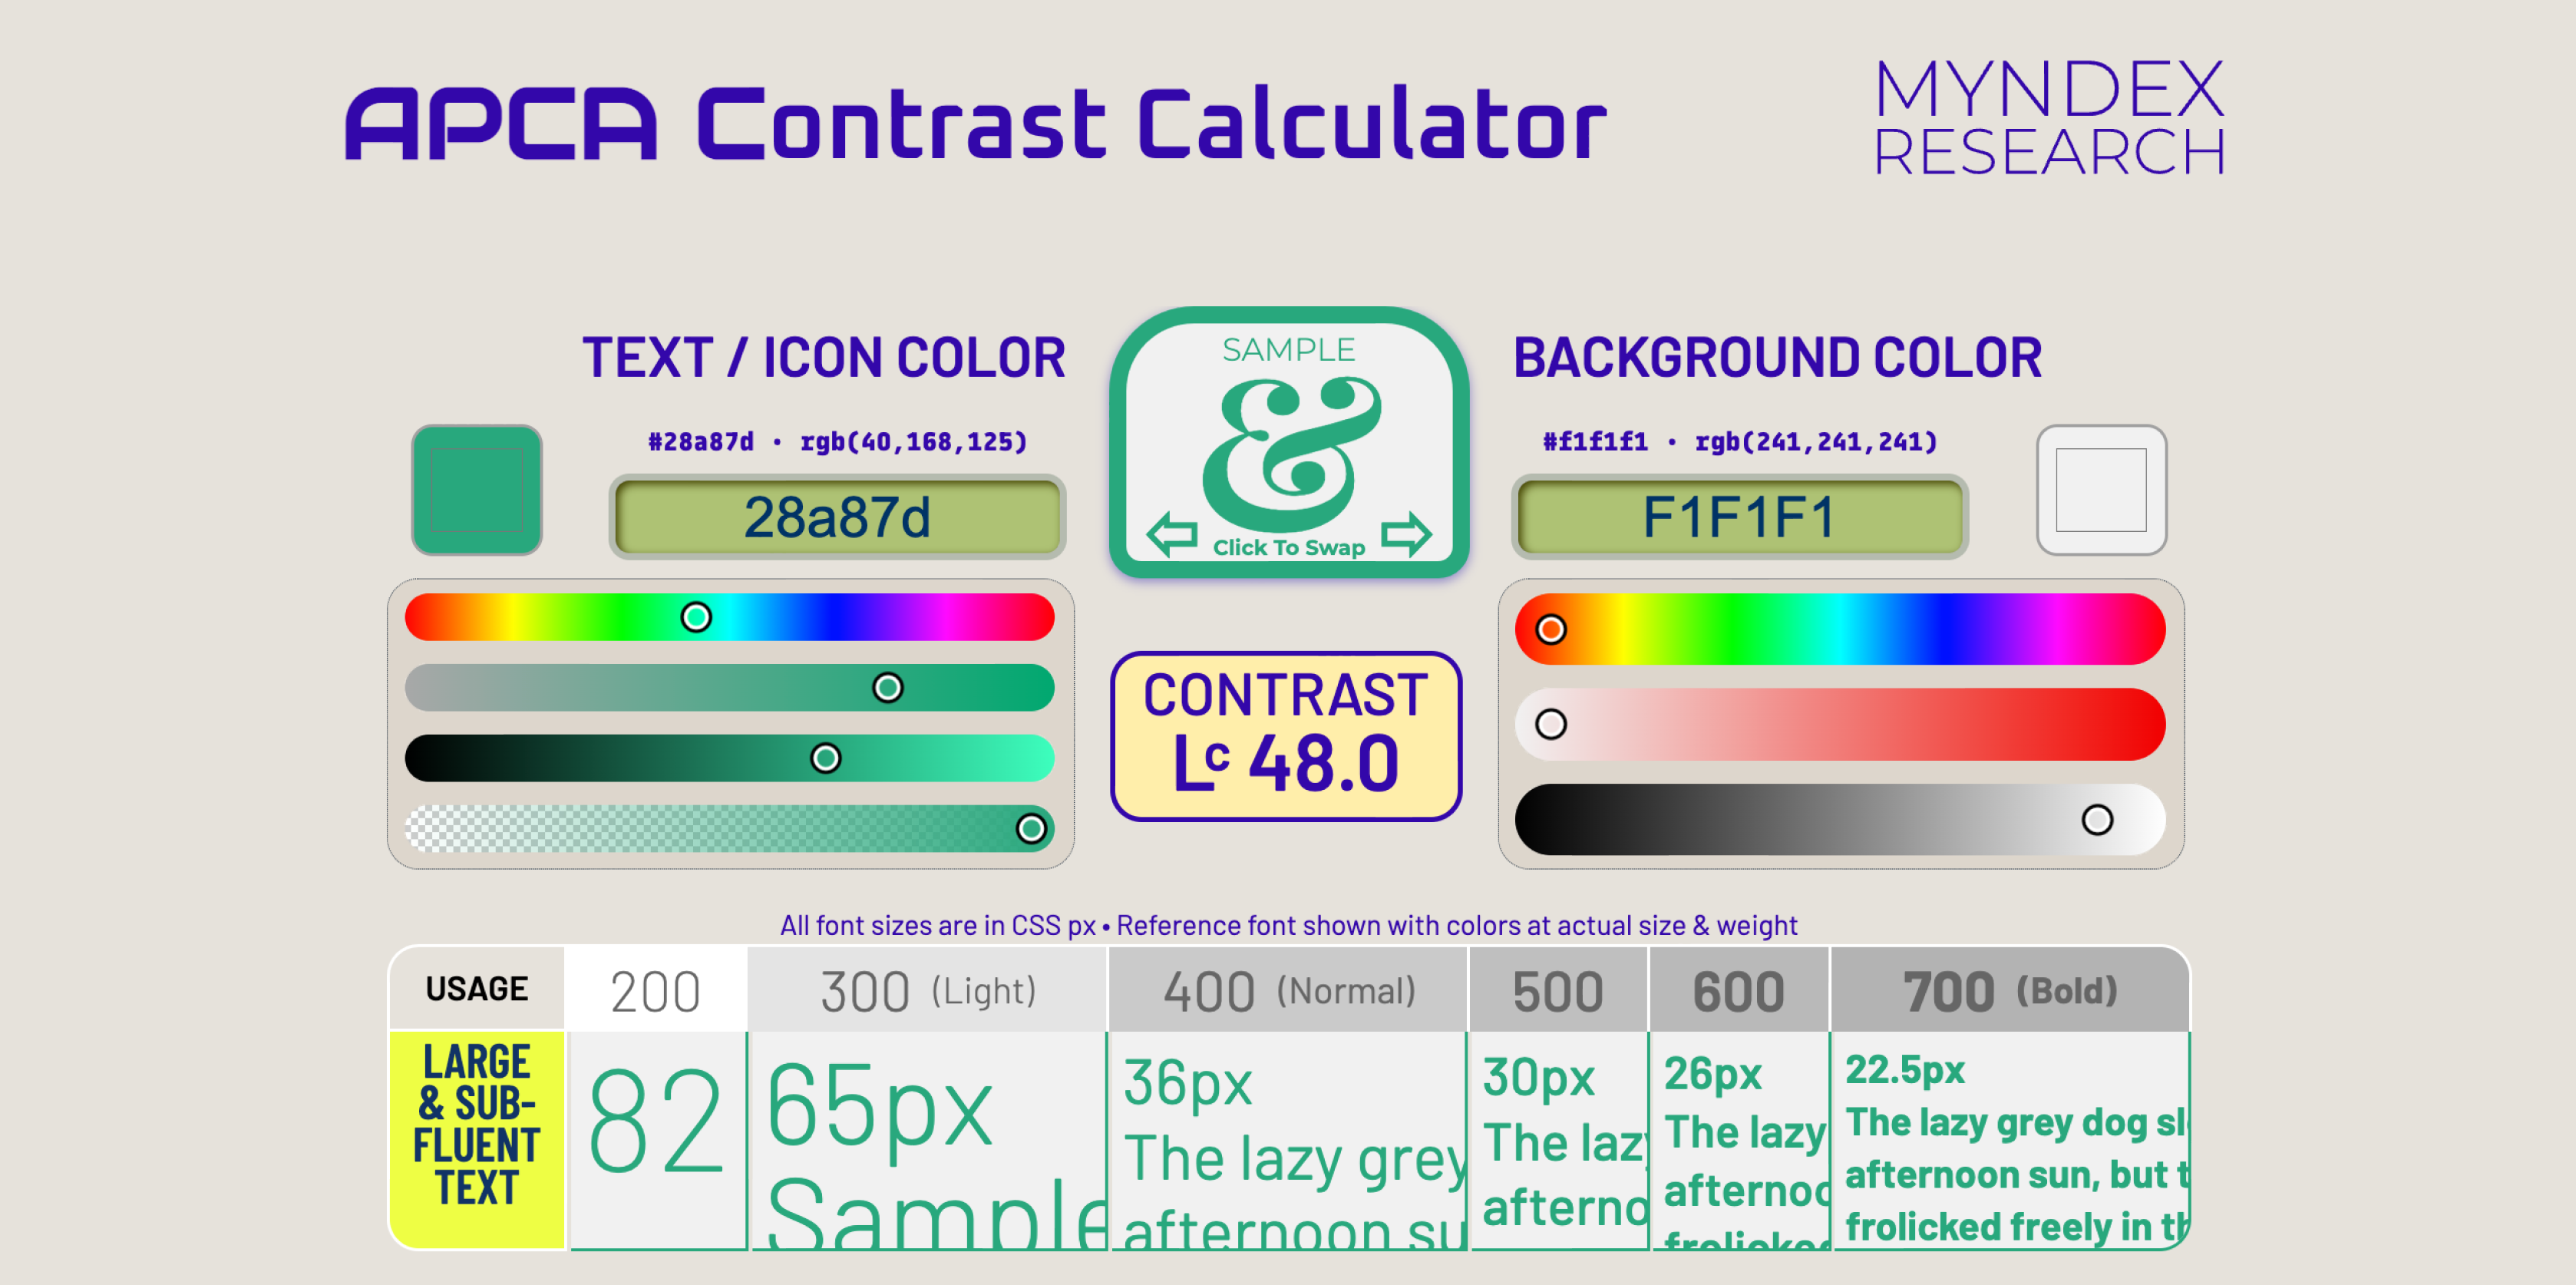 APCA Contrast Calculator
MYNDEX
RESEARCH
TEXT / ICON COLOR
#28a87d • rgb(40,168,125)
28a87d
SAMPLE
&
Click To Swap
BACKGROUND COLOR
#f1f1f1 • rgb(241,241,241)
F1F1F1
CONTRAST
Lc 48.0
All font sizes are in CSS px • Reference font shown with colors at actual size & weight
USAGE 200 300 (Light) 400 (Normal) 500 600 700 (Bold)
LARGE
& SUB-
FLUENT
TEXT
82
65px
Sample
36px
The lazy grey
afternoon su
30px
The lazy
afterno
26px
The lazy
afternoo
frolicked
22.5px
The lazy grey dog sl
afternoon sun, but t
frolicked freely in th